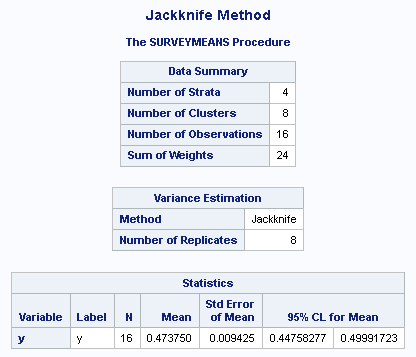 Jackknife Method
The SURVEYMEANS Procedure
Data Summary
Number of Strata 4
Number of Clusters 8
Number of Observations 16
Sum of Weights 24
Variance Estimation
Method Jackknife
Number of Replicates 8
Statistics
Variable Label N Mean Std Error of Mean 95% CL for Mean
y y 16 0.473750 0.009425 0.44758277 0.49991723